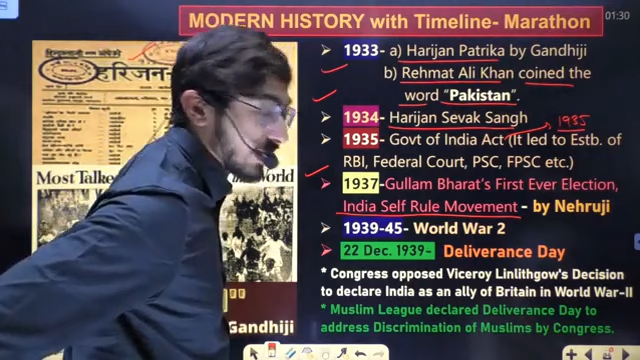 MODERN HISTORY with Timeline- Marathon
01:30
हरिजन
Most Talke
World
Gandhiji
1933 - a) Harijan Patrika by Gandhiji
b) Rehmat Ali Khan coined the
word "Pakistan".
1934 - Harijan Sevak Sangh
1935
1935 - Govt of India Act (It led to Estb. of
RBI, Federal Court, PSC, FPSC etc.)
1937 - Gullam Bharat's First Ever Election,
India Self Rule Movement - by Nehruji
1939-45- World War 2
22 Dec. 1939- Deliverance Day
* Congress opposed Viceroy Linlithgow's Decision
to declare India as an ally of Britain in World War-II
* Muslim League declared Deliverance Day to
address Discrimination of Muslims by Congress.